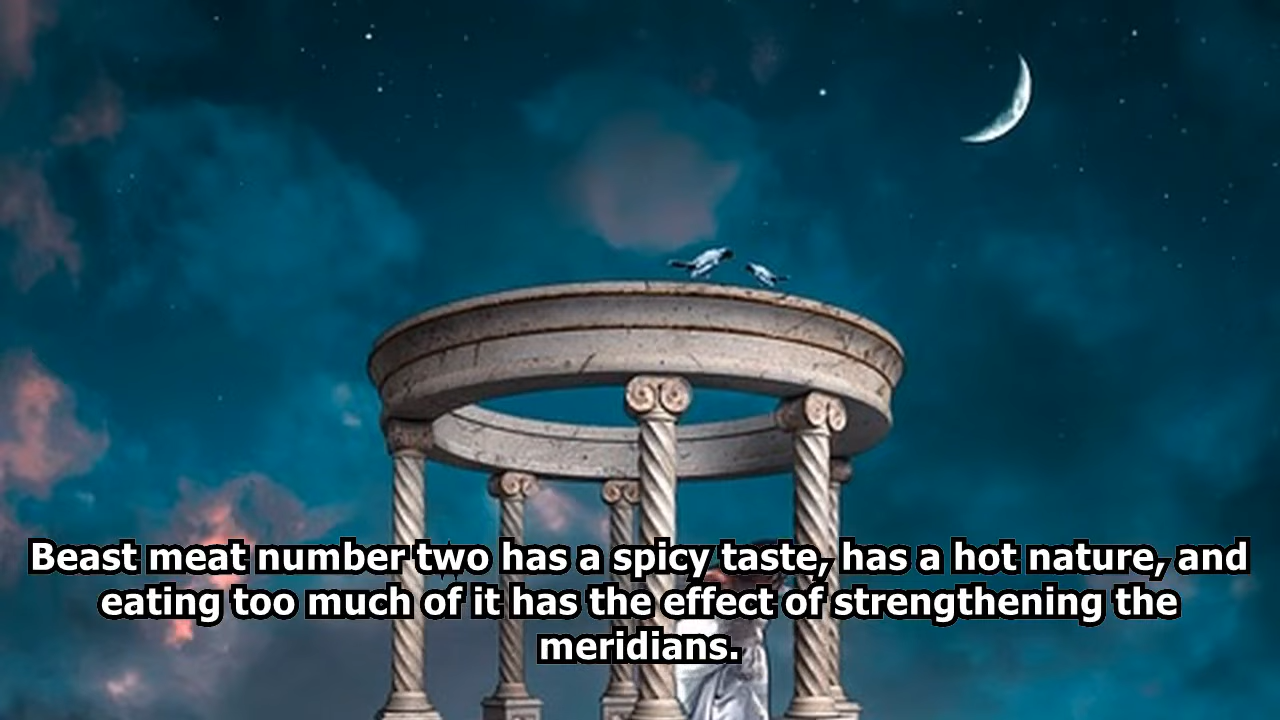 Beast meat number two has a spicy taste, has a hot nature, and
eating too much of it has the effect of strengthening the
meridians.